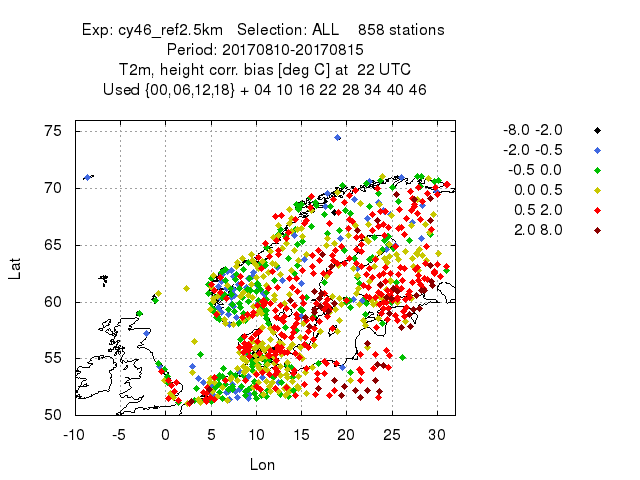 Exp: cy46_ref2.5km   Selection: ALL    858 stations
Period: 20170810-20170815
T2m, height corr. bias [deg C] at  22 UTC
Used {00,06,12,18} + 04 10 16 22 28 34 40 46
75
70
65
60
55
50
Lat
-10 -5 0 5 10 15 20 25 30
Lon
-8.0 -2.0
-2.0 -0.5
-0.5 0.0
0.0 0.5
0.5 2.0
2.0 8.0